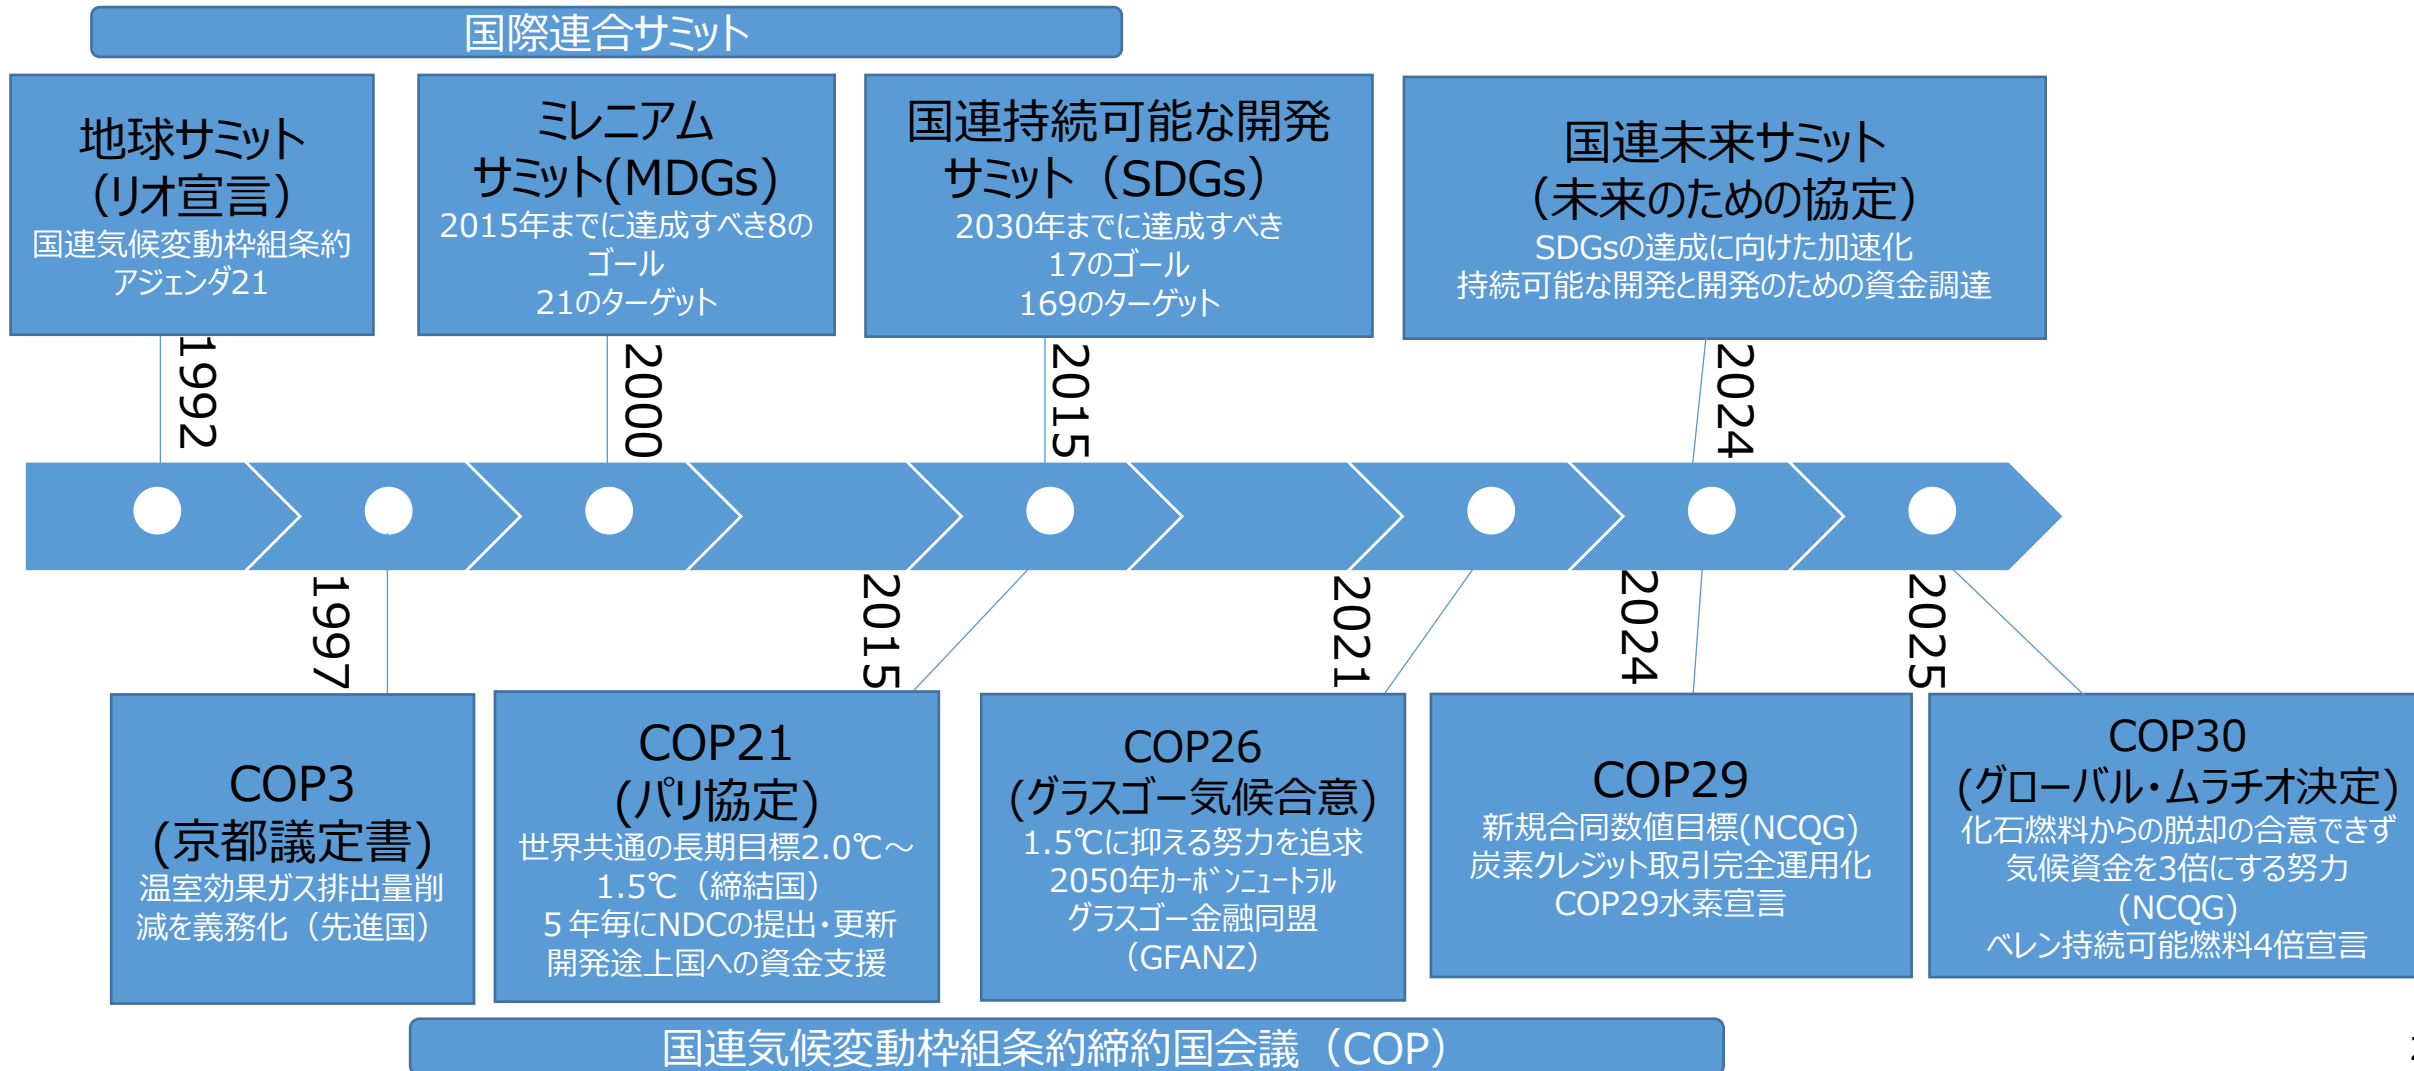 国際連合サミット
地球サミット
（リオ宣言）
国連気候変動枠組条約
アジェンダ21
ミレニアム
サミット(MDGs)
2015年までに達成すべき8の
ゴール
21のターゲット
国連持続可能な開発
サミット（SDGs）
2030年までに達成すべき
17のゴール
169のターゲット
国連未来サミット
（未来のための協定）
SDGsの達成に向けた加速化
持続可能な開発と開発のための資金調達
1992
2000
2015
2024
1997
2015
2021
2024
2025
COP3
(京都議定書)
温室効果ガス排出量削
減を義務化（先進国）
COP21
(パリ協定)
世界共通の長期目標2.0℃～
1.5℃（締結国）
５年毎にNDCの提出・更新
開発途上国への資金支援
COP26
(グラスゴー気候合意)
1.5℃に抑える努力を追求
2050年ｶｰﾎﾞﾝﾆｭｰﾄﾗﾙ
グラスゴー金融同盟
（GFANZ）
COP29
新規合同数値目標(NCQG)
炭素クレジット取引完全運用化
COP29水素宣言
COP30
(グローバル・ムラチオ決定)
化石燃料からの脱却の合意できず
気候資金を3倍にする努力
(NCQG)
ベレン持続可能燃料4倍宣言
国連気候変動枠組条約締約国会議（COP）